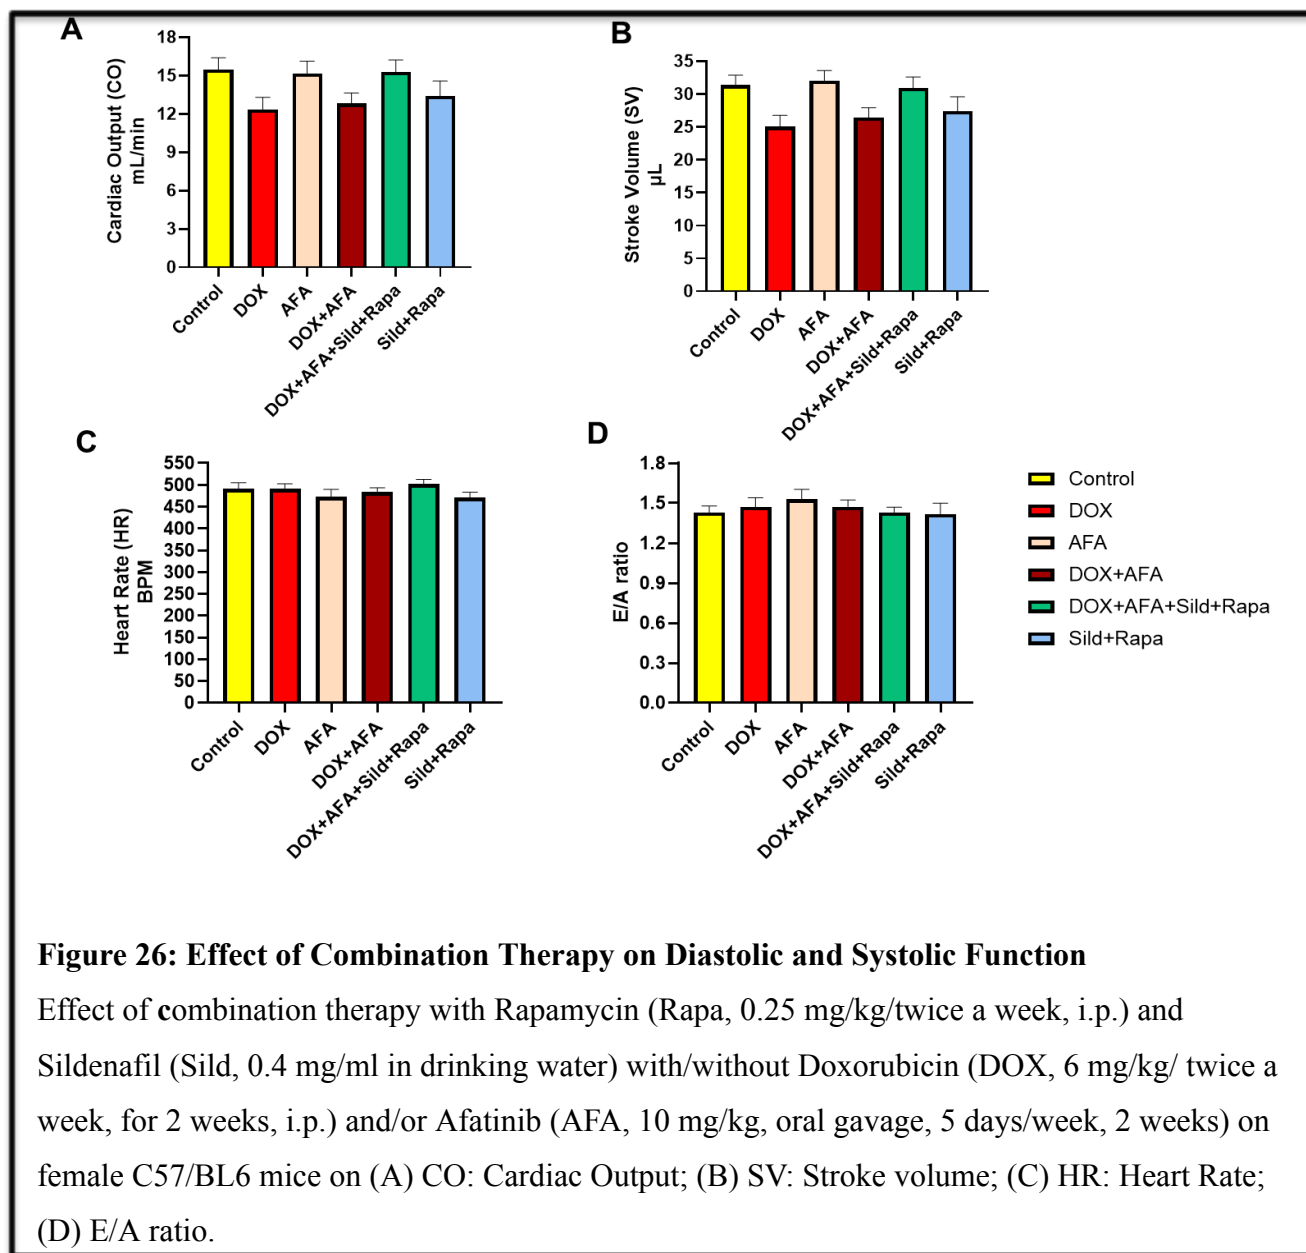 A
Cardiac Output (CO)
mL/min
18
15
12
9
6
3
0
Control
DOX
AFA
DOX+AFA
DOX+AFA+Sild+Rapa
Sild+Rapa
B
Stroke Volume (SV)
µL
35
30
25
20
15
10
5
0
Control
DOX
AFA
DOX+AFA
DOX+AFA+Sild+Rapa
Sild+Rapa
C
Heart Rate (HR)
BPM
550
500
450
400
350
300
250
200
150
100
50
0
Control
DOX
AFA
DOX+AFA
DOX+AFA+Sild+Rapa
Sild+Rapa
D
E/A ratio
1.8
1.5
1.2
0.9
0.6
0.3
0.0
Control
DOX
AFA
DOX+AFA
DOX+AFA+Sild+Rapa
Sild+Rapa
Control
DOX
AFA
DOX+AFA
DOX+AFA+Sild+Rapa
Sild+Rapa
Figure 26: Effect of Combination Therapy on Diastolic and Systolic Function
Effect of combination therapy with Rapamycin (Rapa, 0.25 mg/kg/twice a week, i.p.) and
Sildenafil (Sild, 0.4 mg/ml in drinking water) with/without Doxorubicin (DOX, 6 mg/kg/ twice a
week, for 2 weeks, i.p.) and/or Afatinib (AFA, 10 mg/kg, oral gavage, 5 days/week, 2 weeks) on
female C57/BL6 mice on (A) CO: Cardiac Output; (B) SV: Stroke volume; (C) HR: Heart Rate;
(D) E/A ratio.